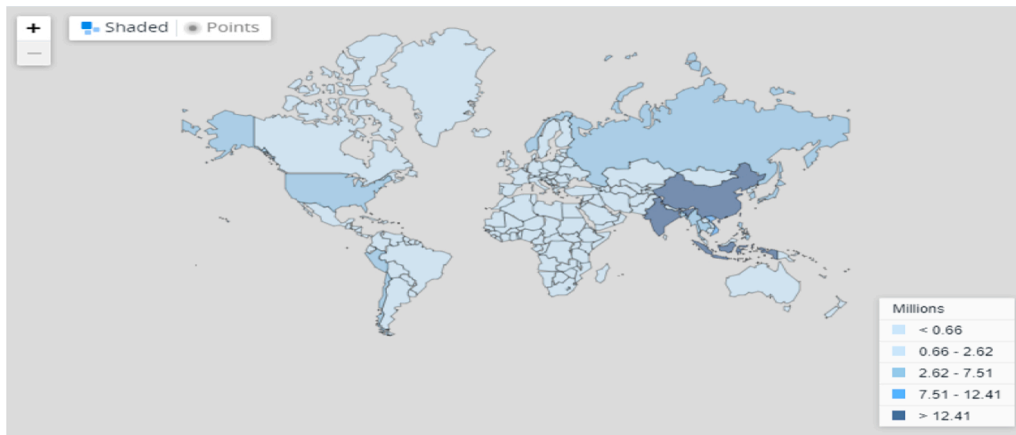 +
Shaded | Points
—
Millions
< 0.66
0.66 - 2.62
2.62 - 7.51
7.51 - 12.41
> 12.41